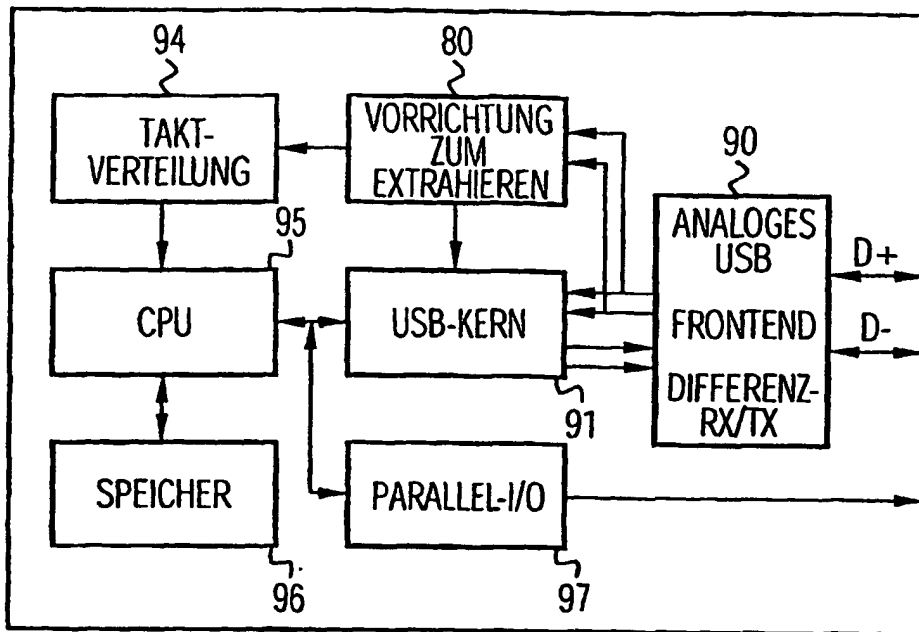 94
80
TAKT-
VERTEILUNG
VORRICHTUNG
ZUM
EXTRAHIEREN
90
ANALOGES
USB
FRONTEND
DIFFERENZ-
RX/TX
D+
D-
95
CPU
USB-KERN
91
SPEICHER
PARALLEL-I/O
96
97